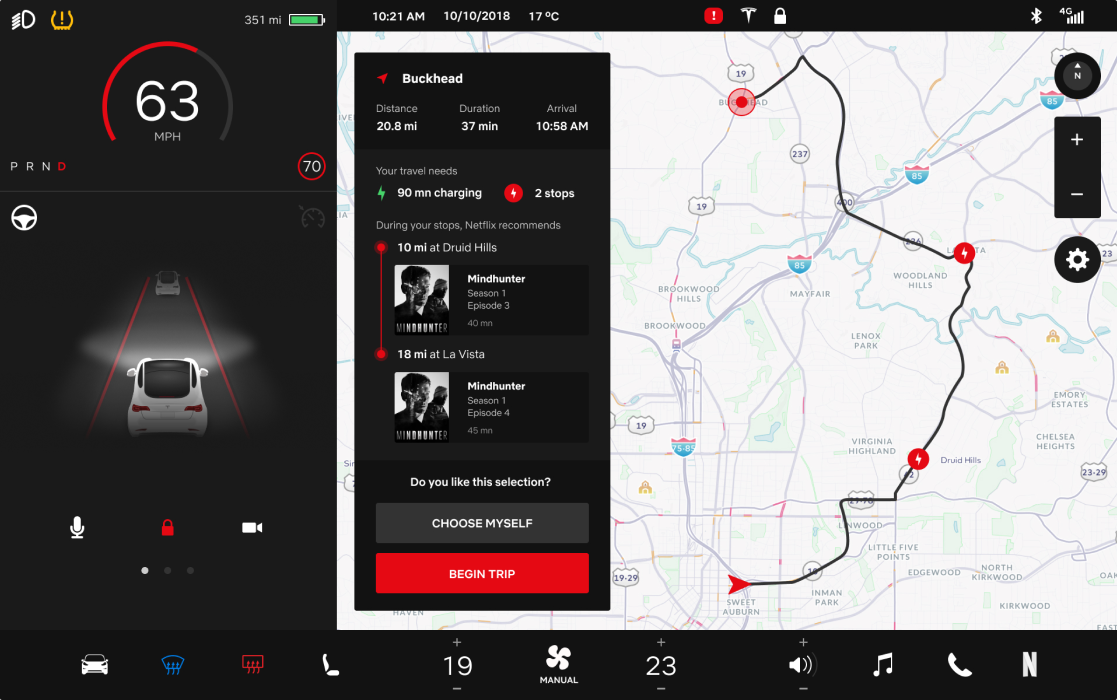 351 mi
63
MPH
P R N D
70
10:21 AM 10/10/2018 17 ºC
!
4G
Buckhead
Distance Duration Arrival
20.8 mi 37 min 10:58 AM
Your travel needs
90 mn charging 2 stops
During your stops, Netflix recommends
10 mi at Druid Hills
MINDHUNTER
Mindhunter
Season 1
Episode 3
40 mn
18 mi at La Vista
MINDHUNTER
Mindhunter
Season 1
Episode 4
45 mn
Do you like this selection?
CHOOSE MYSELF
BEGIN TRIP
19
N
85
+
−
237
85
19
400
236
23
85
WOODLAND
HILLS
MAYFAIR
BROOKWOOD
HILLS
BROOKWOOD
LENOX
PARK
EMORY
ESTATES
19
75-85
VIRGINIA
HIGHLAND
CHELSEA
HEIGHTS
Druid Hills
42
23-29
LINWOOD
LITTLE FIVE
POINTS
EDGEWOOD
NORTH
KIRKWOOD
19-29
10
INMAN
PARK
SWEET
AUBURN
KIRKWOOD
HAVEN
+ + +
19 MANUAL 23 N
− − −